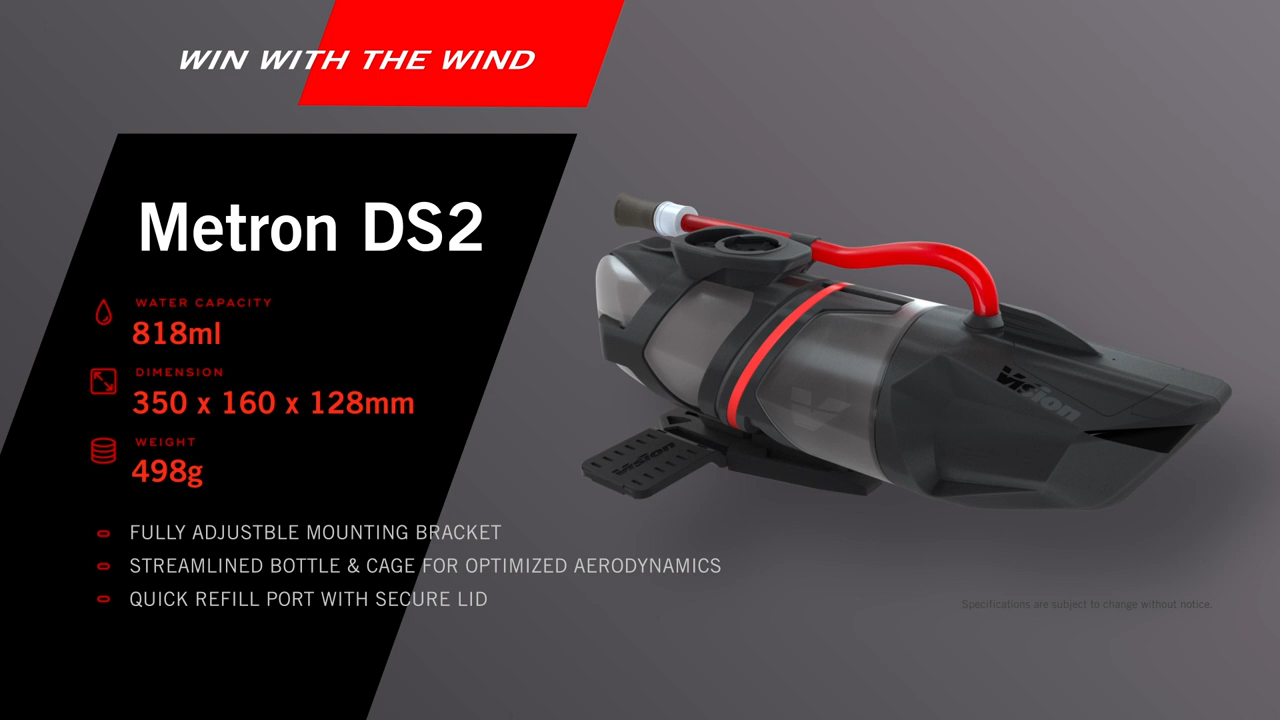 WIN WITH THE WIND
Metron DS2
WATER CAPACITY
818ml
DIMENSION
350 x 160 x 128mm
WEIGHT
498g
FULLY ADJUSTBLE MOUNTING BRACKET
STREAMLINED BOTTLE & CAGE FOR OPTIMIZED AERODYNAMICS
QUICK REFILL PORT WITH SECURE LID
Vision
Vision
Specifications are subject to change without notice.